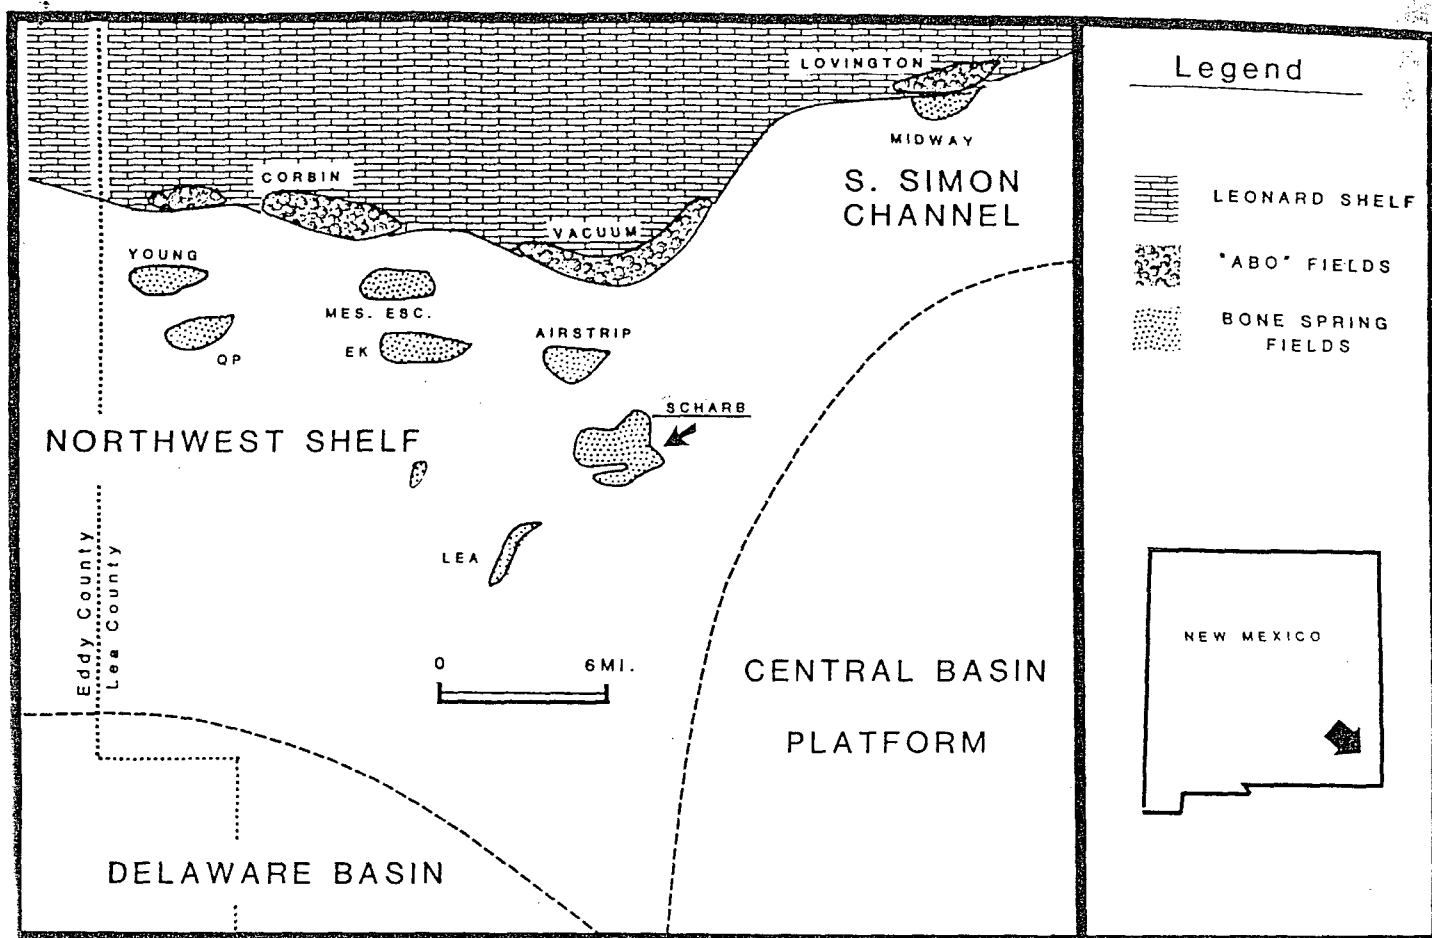 LOVINGTON
MIDWAY
S. SIMON
CHANNEL
CORBIN
VACUUM
YOUNG
MES. ESC.
QP
EK
AIRSTRIP
SCHARB
NORTHWEST SHELF
LEA
Eddy County
Lea County
0 6MI.
CENTRAL BASIN
PLATFORM
DELAWARE BASIN
Legend
LEONARD SHELF
"ABO" FIELDS
BONE SPRING
FIELDS
NEW MEXICO